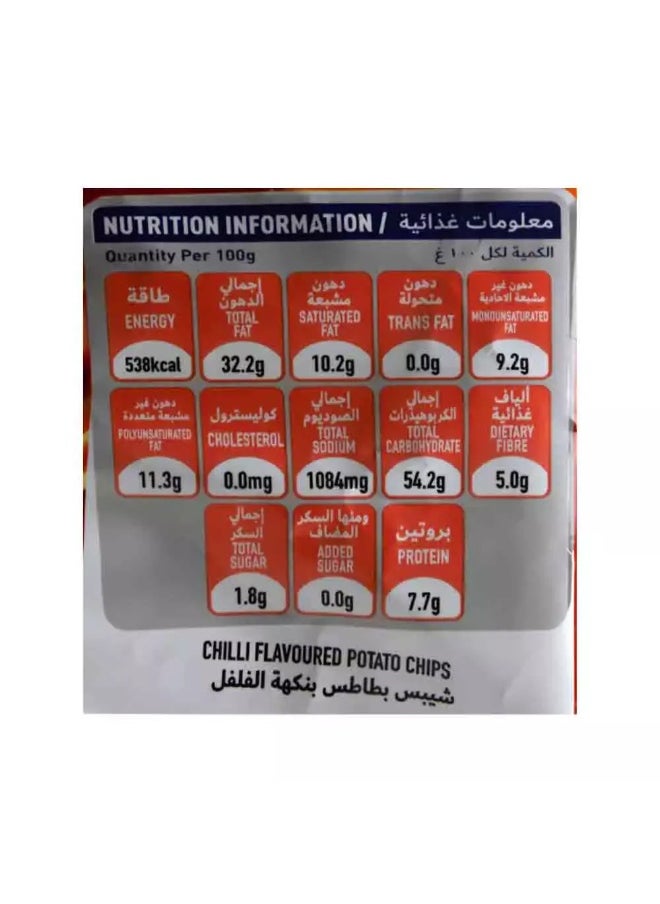 NUTRITION INFORMATION / معلومات غذائية
Quantity Per 100g الكمية لكل ١٠٠ غ
طاقة
ENERGY
538kcal
إجمالي
الدهون
TOTAL
FAT
32.2g
دهون
مشبعة
SATURATED
FAT
10.2g
دهون
متحولة
TRANS FAT
0.0g
دهون غير
مشبعة الاحادية
MONOUNSATURATED
FAT
9.2g
دهون غير
مشبعة متعددة
POLYUNSATURATED
FAT
11.3g
كوليسترول
CHOLESTEROL
0.0mg
إجمالي
الصوديوم
TOTAL
SODIUM
1084mg
إجمالي
الكربوهيدرات
TOTAL
CARBOHYDRATE
54.2g
ألياف
غذائية
DIETARY
FIBRE
5.0g
إجمالي
السكر
TOTAL
SUGAR
1.8g
ومنها السكر
المضاف
ADDED
SUGAR
0.0g
بروتين
PROTEIN
7.7g
CHILLI FLAVOURED POTATO CHIPS
شيبس بطاطس بنكهة الفلفل